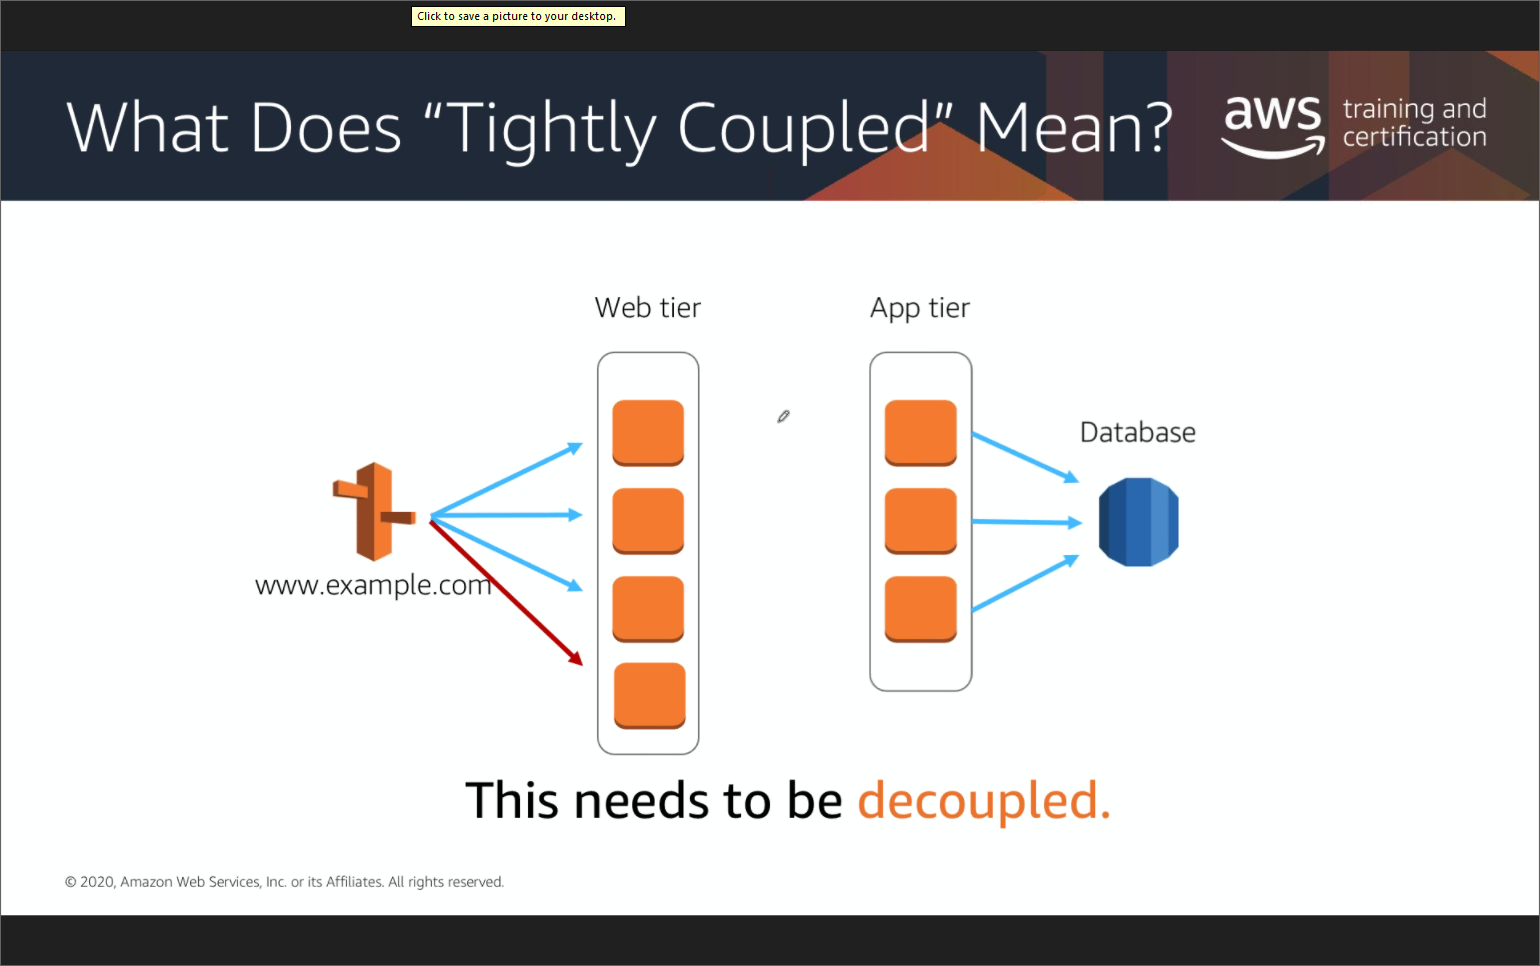 Click to save a picture to your desktop.
What Does “Tightly Coupled” Mean?
aws
training and
certification
Web tier
App tier
Database
www.example.com
This needs to be decoupled.
© 2020, Amazon Web Services, Inc. or its Affiliates. All rights reserved.